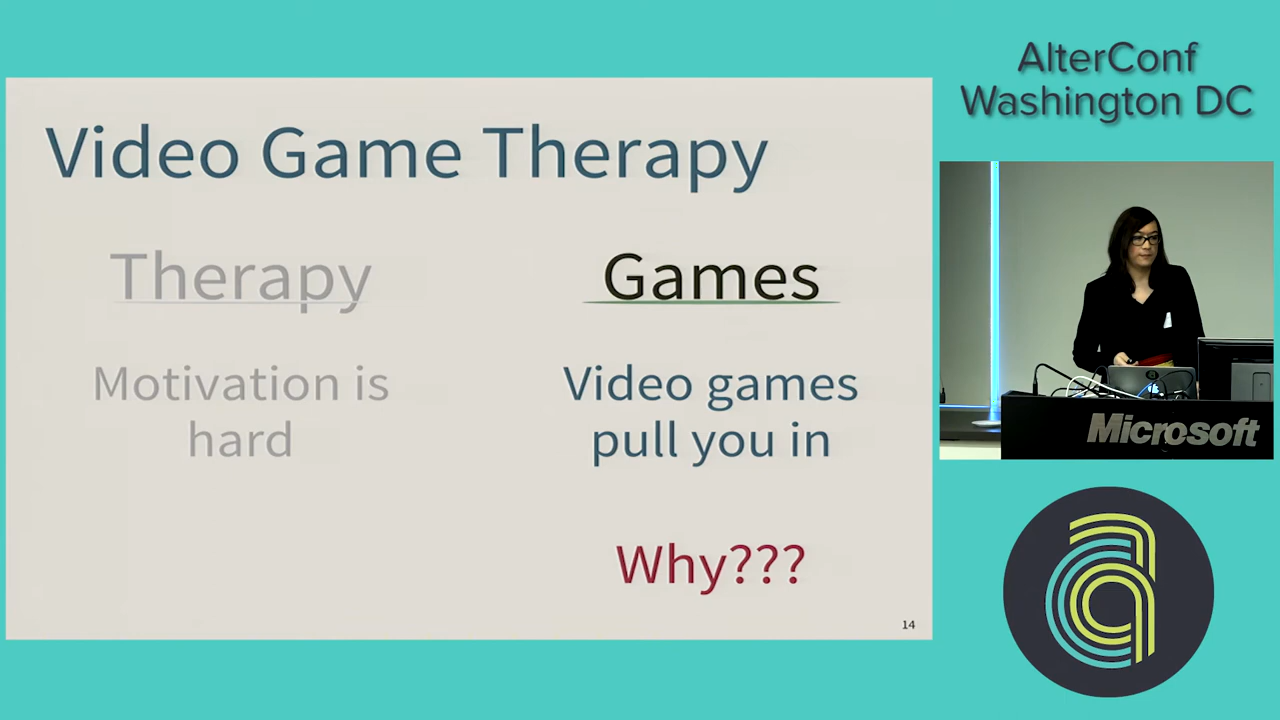 AlterConf
Washington DC
Video Game Therapy
Therapy
Games
Motivation is
hard
Video games
pull you in
Why???
14
Microsoft